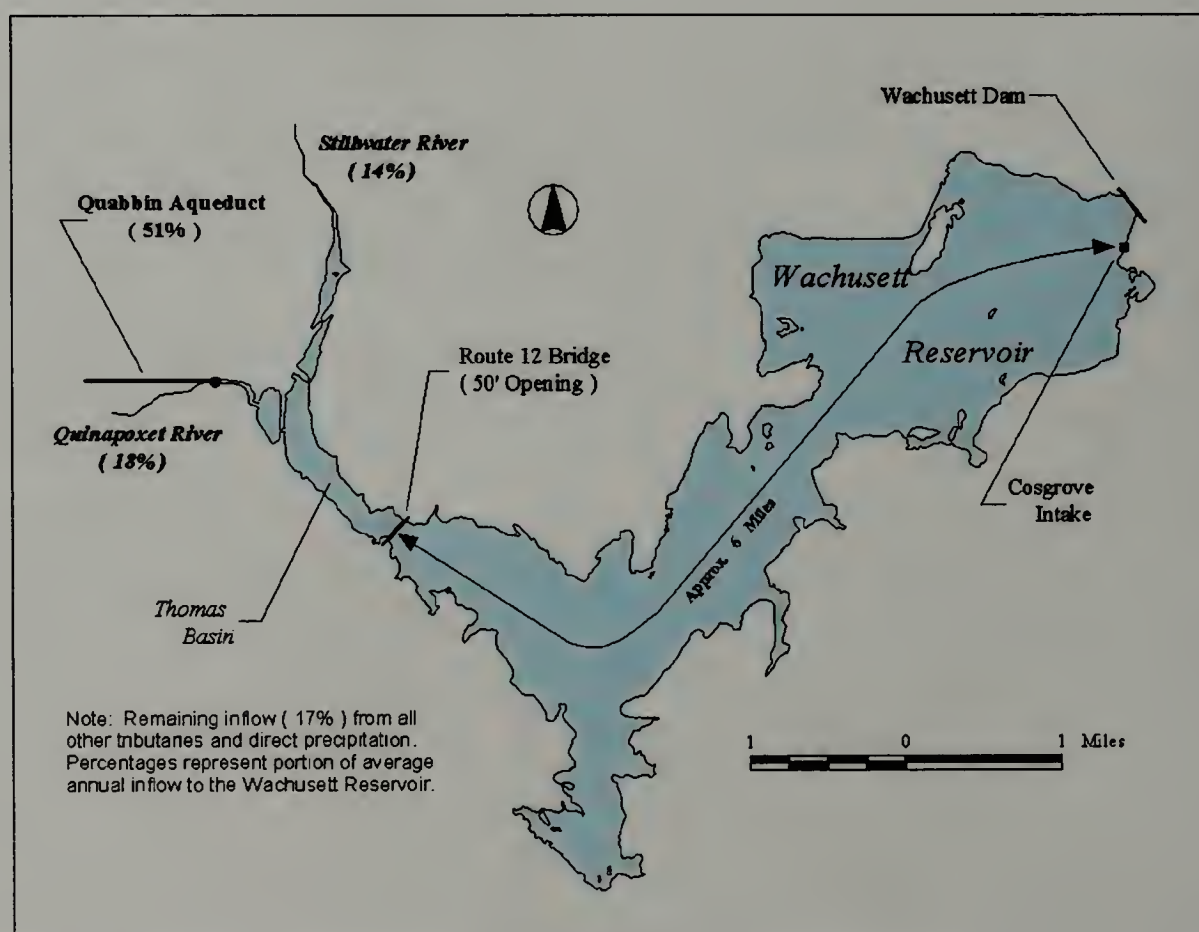 Wachusett Dam
Stillwater River
( 14% )
Quabbin Aqueduct
( 51% )
Wachusett
Reservoir
Route 12 Bridge
( 50' Opening )
Quinapoxet River
( 18% )
Cosgrove
Intake
Approx. 6 Miles
Thomas
Basin
Note: Remaining inflow ( 17% ) from all
other tributaries and direct precipitation.
Percentages represent portion of average
annual inflow to the Wachusett Reservoir.
1 0 1 Miles